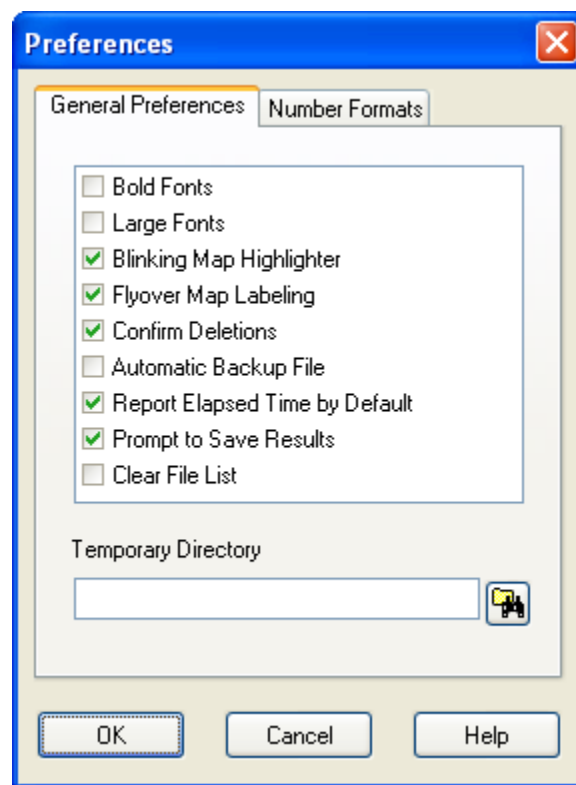 Preferences
General Preferences Number Formats
Bold Fonts
Large Fonts
Blinking Map Highlighter
Flyover Map Labeling
Confirm Deletions
Automatic Backup File
Report Elapsed Time by Default
Prompt to Save Results
Clear File List
Temporary Directory
OK Cancel Help